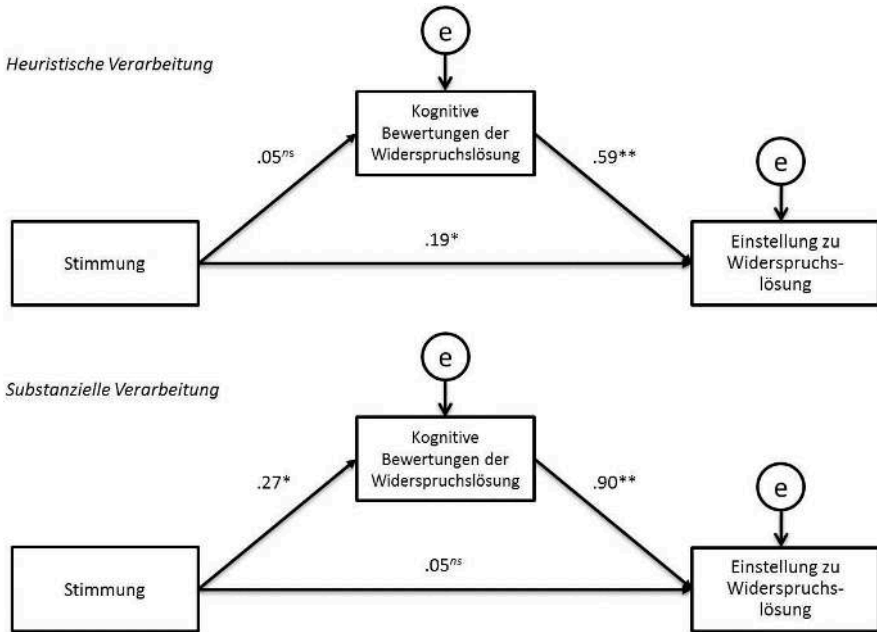 e
Heuristische Verarbeitung
Kognitive
Bewertungen der
Widerspruchslösung
.05ns
.59**
e
.19*
Stimmung
Einstellung zu
Widerspruchs-
lösung
e
Substanzielle Verarbeitung
Kognitive
Bewertungen der
Widerspruchslösung
.27*
.90**
e
.05ns
Stimmung
Einstellung zu
Widerspruchs-
lösung